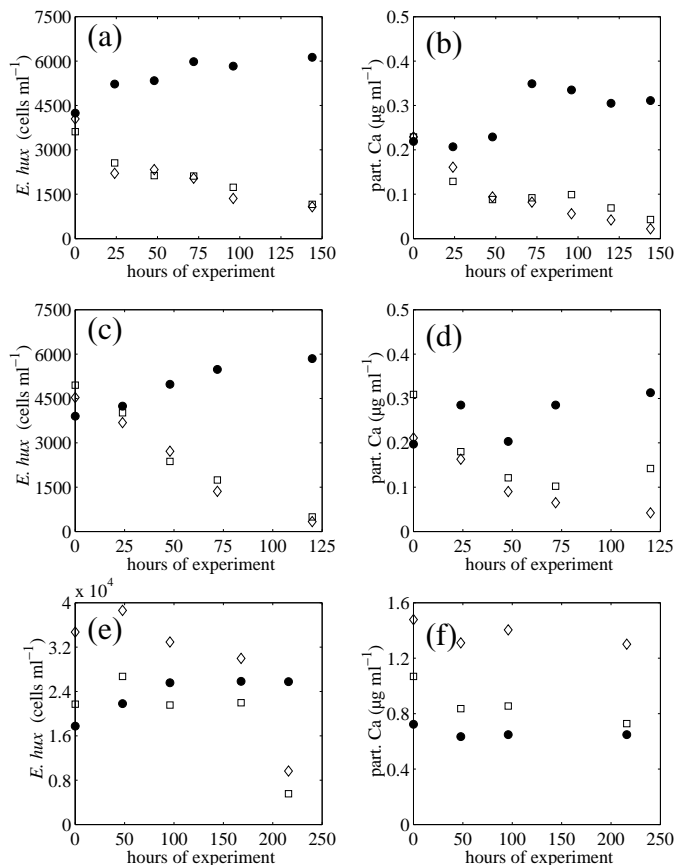 (a)
7500
6000
4500
3000
1500
0
E. hux (cells ml−1)
0 25 50 75 100 125 150
hours of experiment
(b)
0.5
0.4
0.3
0.2
0.1
0
part. Ca (µg ml−1)
0 25 50 75 100 125 150
hours of experiment
(c)
7500
6000
4500
3000
1500
0
E. hux (cells ml−1)
0 25 50 75 100 125
hours of experiment
(d)
0.5
0.4
0.3
0.2
0.1
0
part. Ca (µg ml−1)
0 25 50 75 100 125
hours of experiment
x 10^4
(e)
4
3.2
2.4
1.6
0.8
0
E. hux (cells ml−1)
0 50 100 150 200 250
hours of experiment
(f)
1.6
1.2
0.8
0.4
0
part. Ca (µg ml−1)
0 50 100 150 200 250
hours of experiment